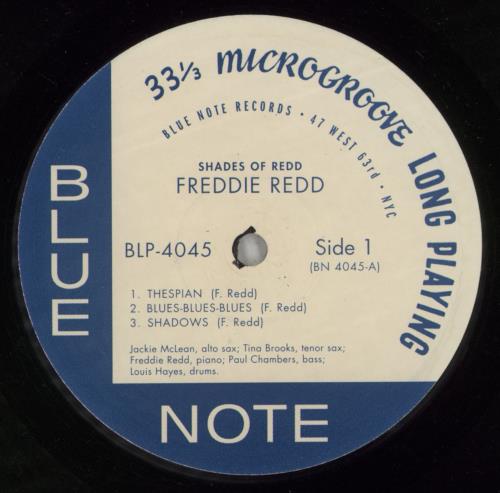 33⅓ MICROGROOVE LONG PLAYING
BLUE NOTE RECORDS • 47 WEST 63rd • NYC
SHADES OF REDD
FREDDIE REDD
BLP-4045
Side 1
(BN 4045-A)
1. THESPIAN (F. Redd)
2. BLUES-BLUES-BLUES (F. Redd)
3. SHADOWS (F. Redd)
Jackie McLean, alto sax; Tina Brooks, tenor sax;
Freddie Redd, piano; Paul Chambers, bass;
Louis Hayes, drums.
BLUE
NOTE